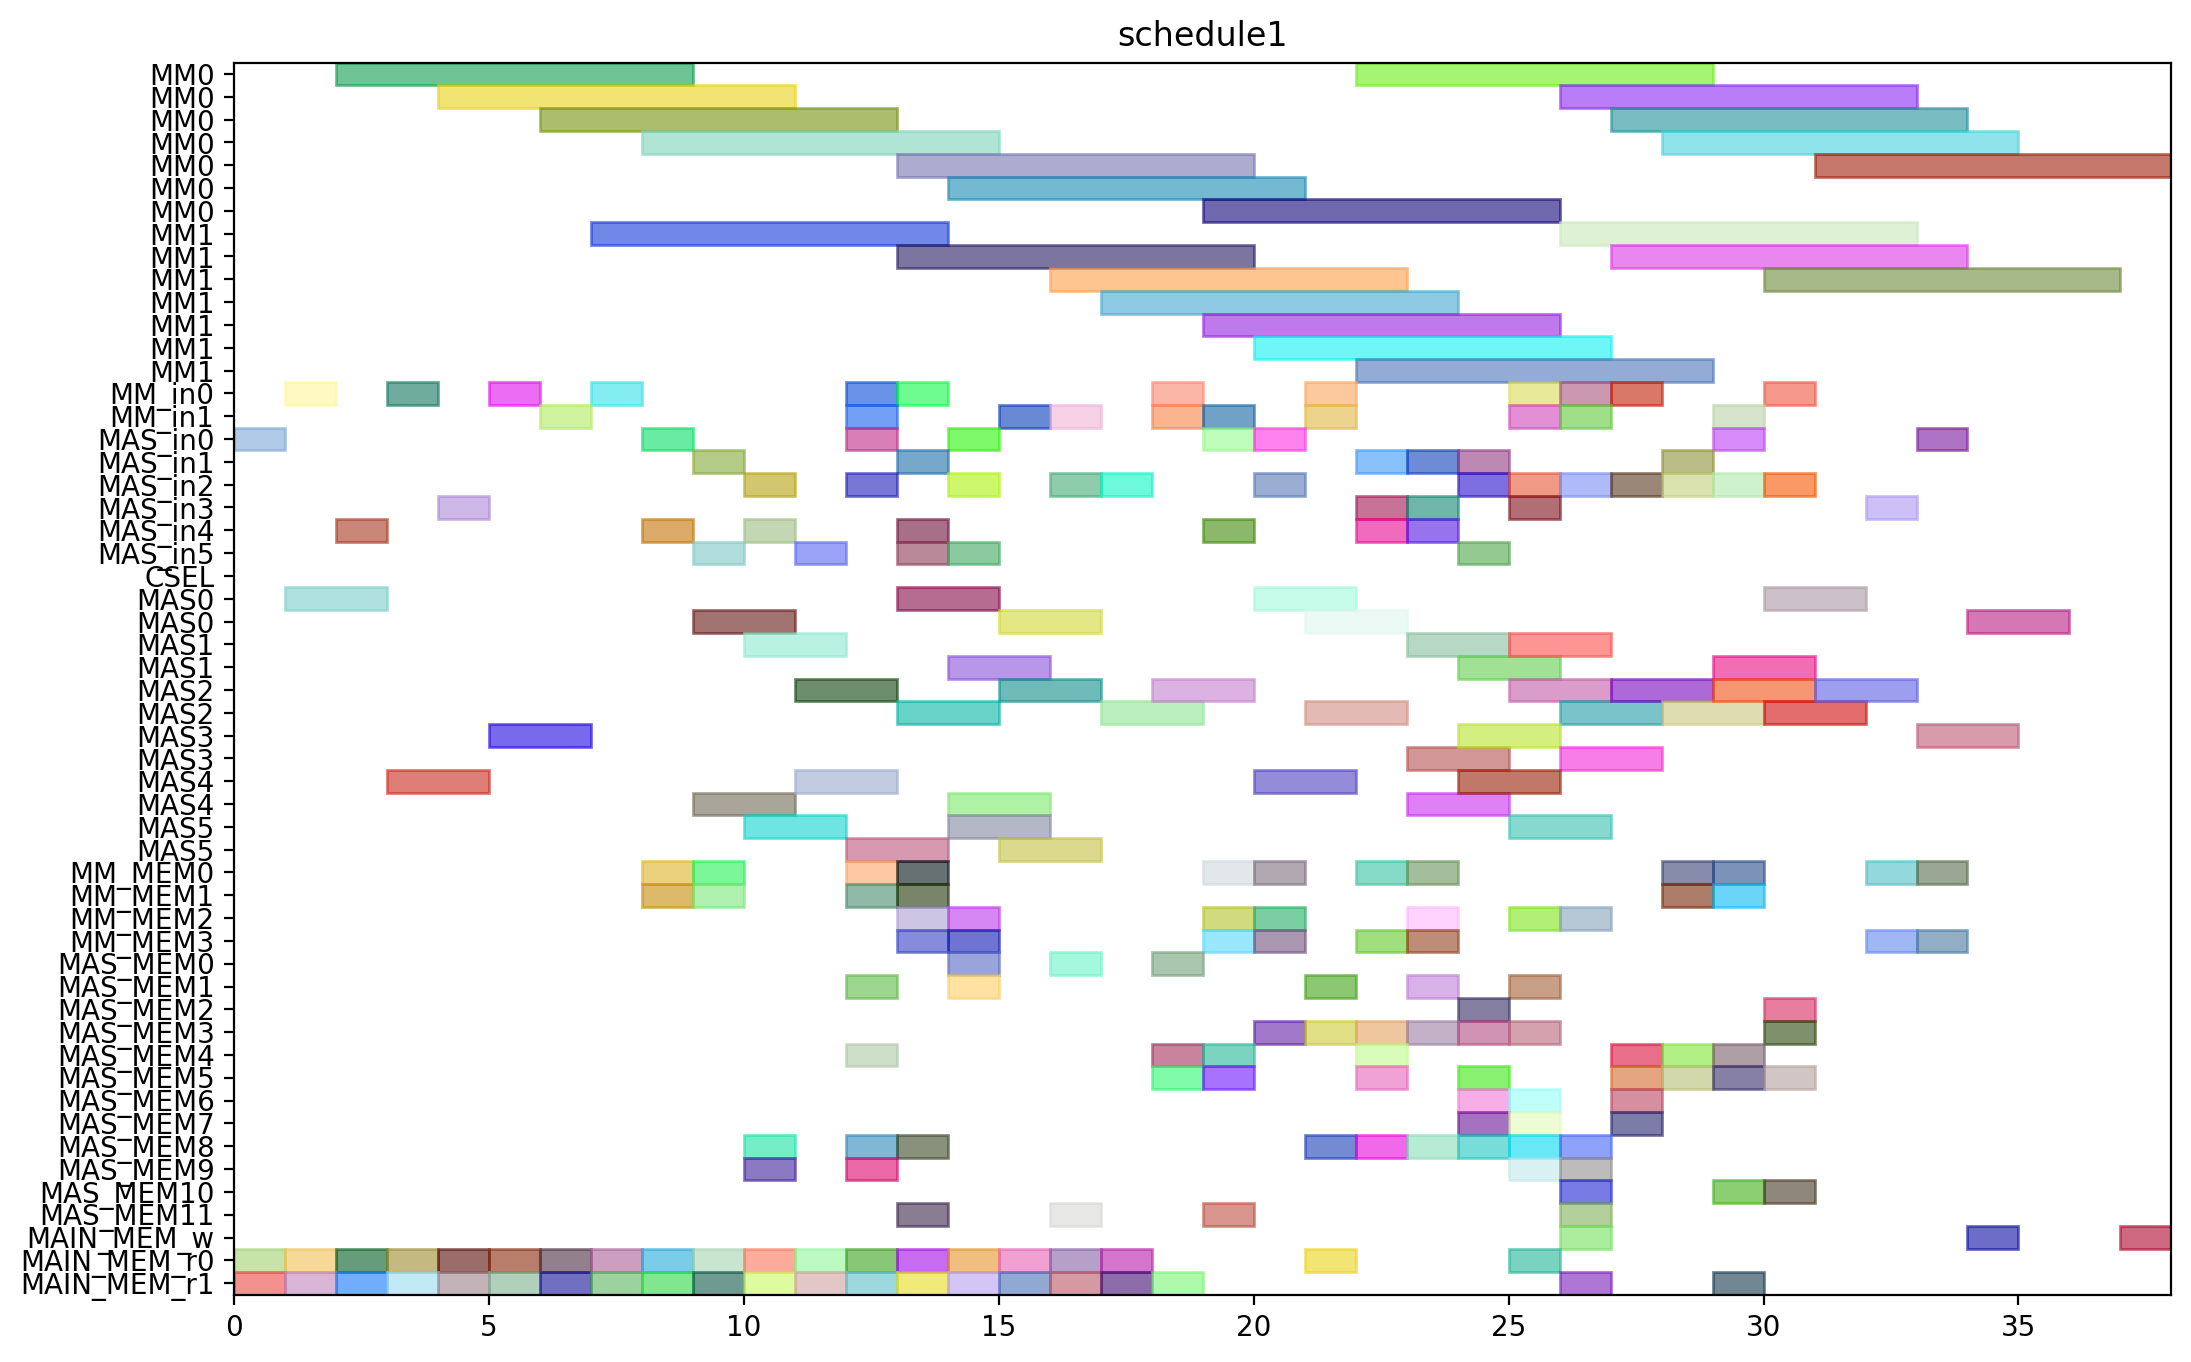 schedule1
MM0
MM0
MM0
MM0
MM0
MM0
MM0
MM1
MM1
MM1
MM1
MM1
MM1
MM1
MM_in0
MM_in1
MAS_in0
MAS_in1
MAS_in2
MAS_in3
MAS_in4
MAS_in5
CSEL
MAS0
MAS0
MAS1
MAS1
MAS2
MAS2
MAS3
MAS3
MAS4
MAS4
MAS5
MAS5
MM_MEM0
MM_MEM1
MM_MEM2
MM_MEM3
MAS_MEM0
MAS_MEM1
MAS_MEM2
MAS_MEM3
MAS_MEM4
MAS_MEM5
MAS_MEM6
MAS_MEM7
MAS_MEM8
MAS_MEM9
MAS_MEM10
MAS_MEM11
MAIN_MEM_w
MAIN_MEM_r0
MAIN_MEM_r1
0 5 10 15 20 25 30 35